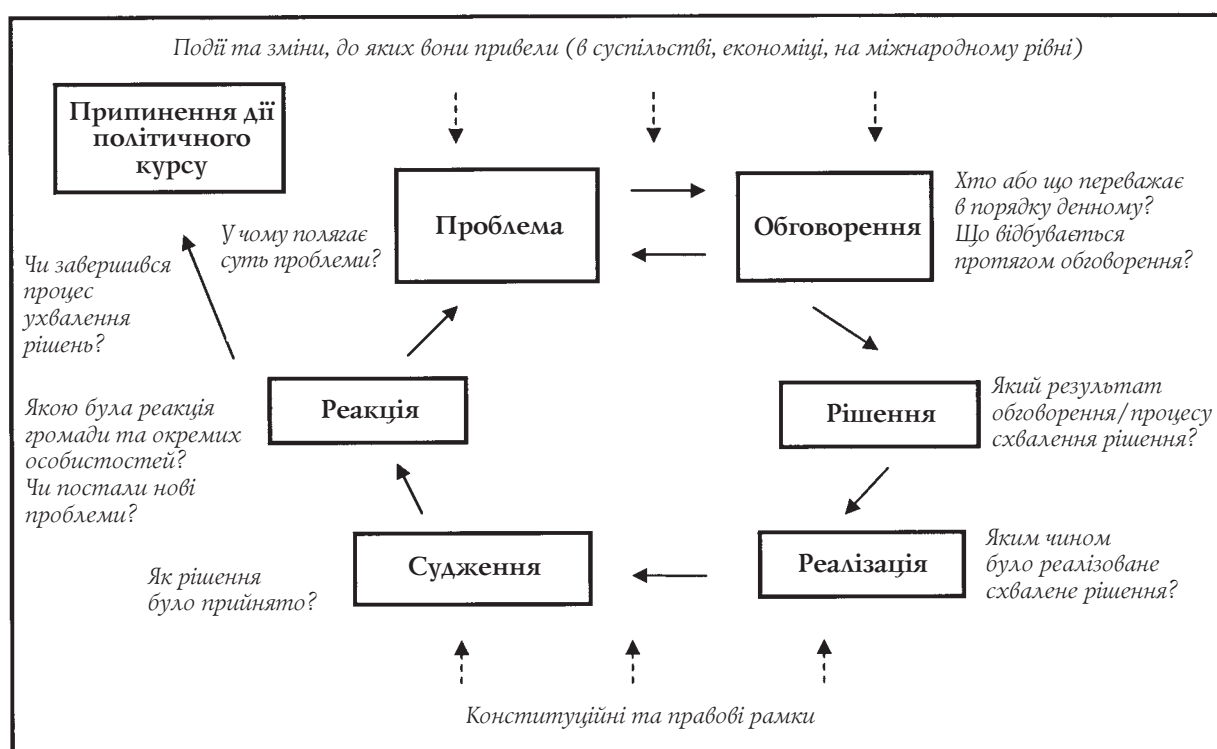 Події та зміни, до яких вони привели (в суспільстві, економіці, на міжнародному рівні)
Припинення дії
політичного
курсу
Проблема
Обговорення
Хто або що переважає
в порядку денному?
Що відбувається
протягом обговорення?
У чому полягає
суть проблеми?
Чи завершився
процес
ухвалення
рішень?
Реакція
Рішення
Який результат
обговорення/процесу
схвалення рішення?
Якою була реакція
громади та окремих
особистостей?
Чи постали нові
проблеми?
Судження
Реалізація
Яким чином
було реалізоване
схвалене рішення?
Як рішення
було прийнято?
Конституційні та правові рамки